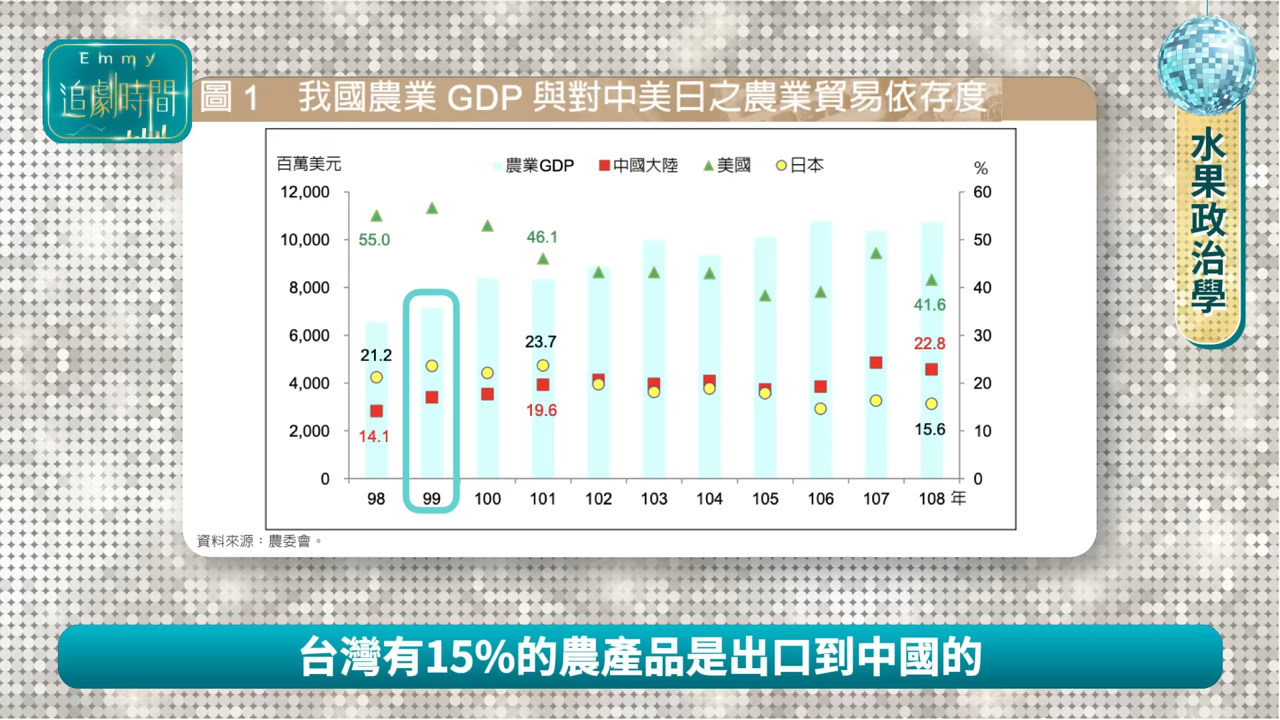 Emmy
追劇時間
圖 1 我國農業 GDP 與對中美日之農業貿易依存度
水果政治學
百萬美元
農業GDP 中國大陸 美國 日本
%
12,000
10,000
8,000
6,000
4,000
2,000
0
60
50
40
30
20
10
0
55.0
46.1
41.6
21.2
23.7
22.8
14.1
19.6
15.6
98 99 100 101 102 103 104 105 106 107 108 年
資料來源：農委會。
台灣有15%的農產品是出口到中國的